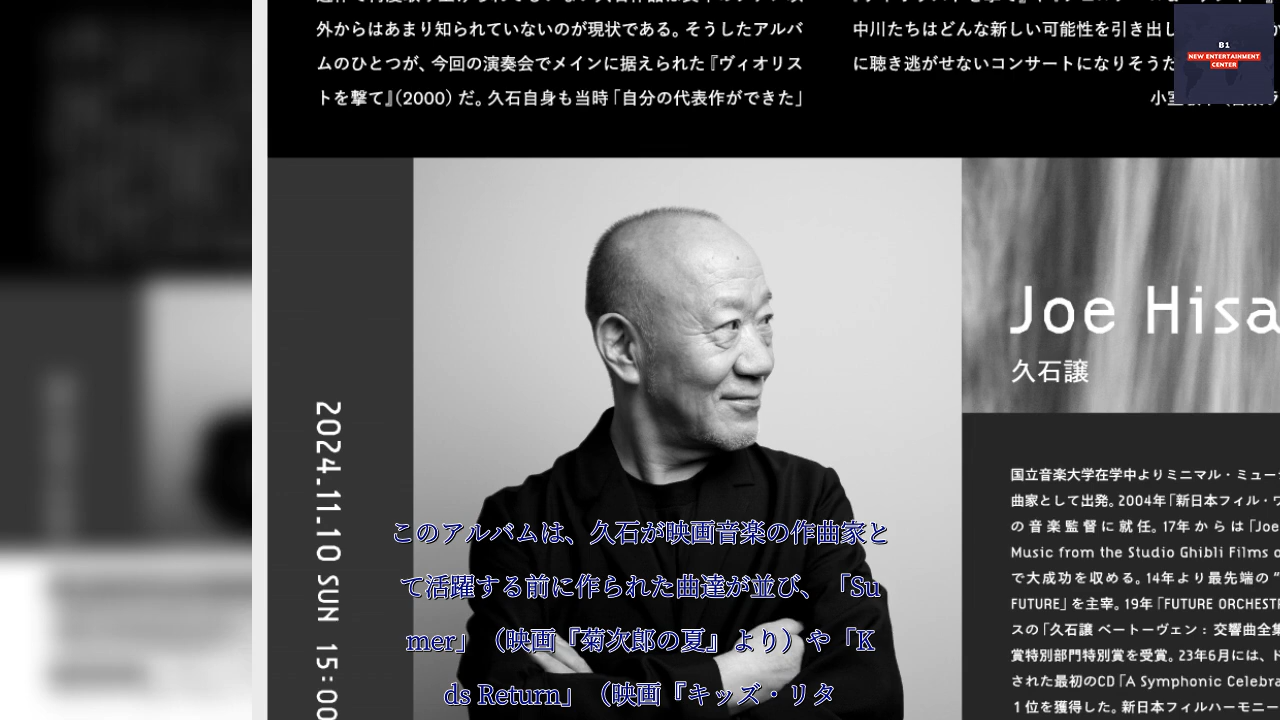 外からはあまり知られていないのが現状である。そうしたアルバ
ムのひとつが、今回の演奏会でメインに据えられた『ヴィオリス
トを撃て』(2000) だ。久石自身も当時「自分の代表作ができた」
中川たちはどんな新しい可能性を引き出し
に聴き逃がせないコンサートになりそうだ
B1
NEW ENTERTAINMENT
CENTER
2024.11.10 SUN 15:00
Joe Hisa
久石譲
国立音楽大学在学中よりミニマル・ミュー
曲家として出発。2004年「新日本フィル・ワ
の音楽監督に就任。17年からは「Joe
Music from the Studio Ghibli Films o
で大成功を収める。14年より最先端の“
FUTURE」を主宰。19年「FUTURE ORCHEST
スの「久石譲 ベートーヴェン：交響曲全集
賞特別部門特別賞を受賞。23年6月には、ド
された最初のCD「A Symphonic Celebra
1位を獲得した。新日本フィルハーモニー
このアルバムは、久石が映画音楽の作曲家と
て活躍する前に作られた曲達が並び、「Su
mer」（映画『菊次郎の夏』より）や「K
ds Return」（映画『キッズ・リタ